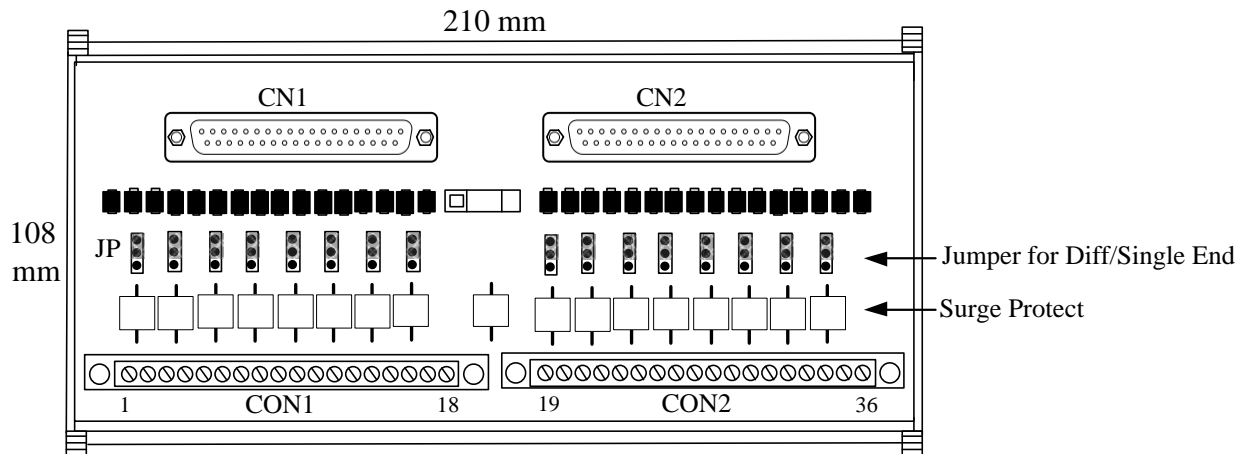 210 mm
CN1
CN2
108
mm
JP
Jumper for Diff/Single End
Surge Protect
1
CON1
18
19
CON2
36